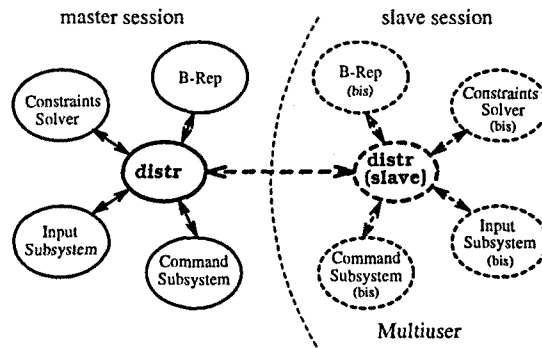 master session
slave session
B-Rep
Constraints
Solver
distr
Input
Subsystem
Command
Subsystem
B-Rep
(bis)
Constraints
Solver
(bis)
distr
(slave)
Input
Subsystem
(bis)
Command
Subsystem
(bis)
Multiuser